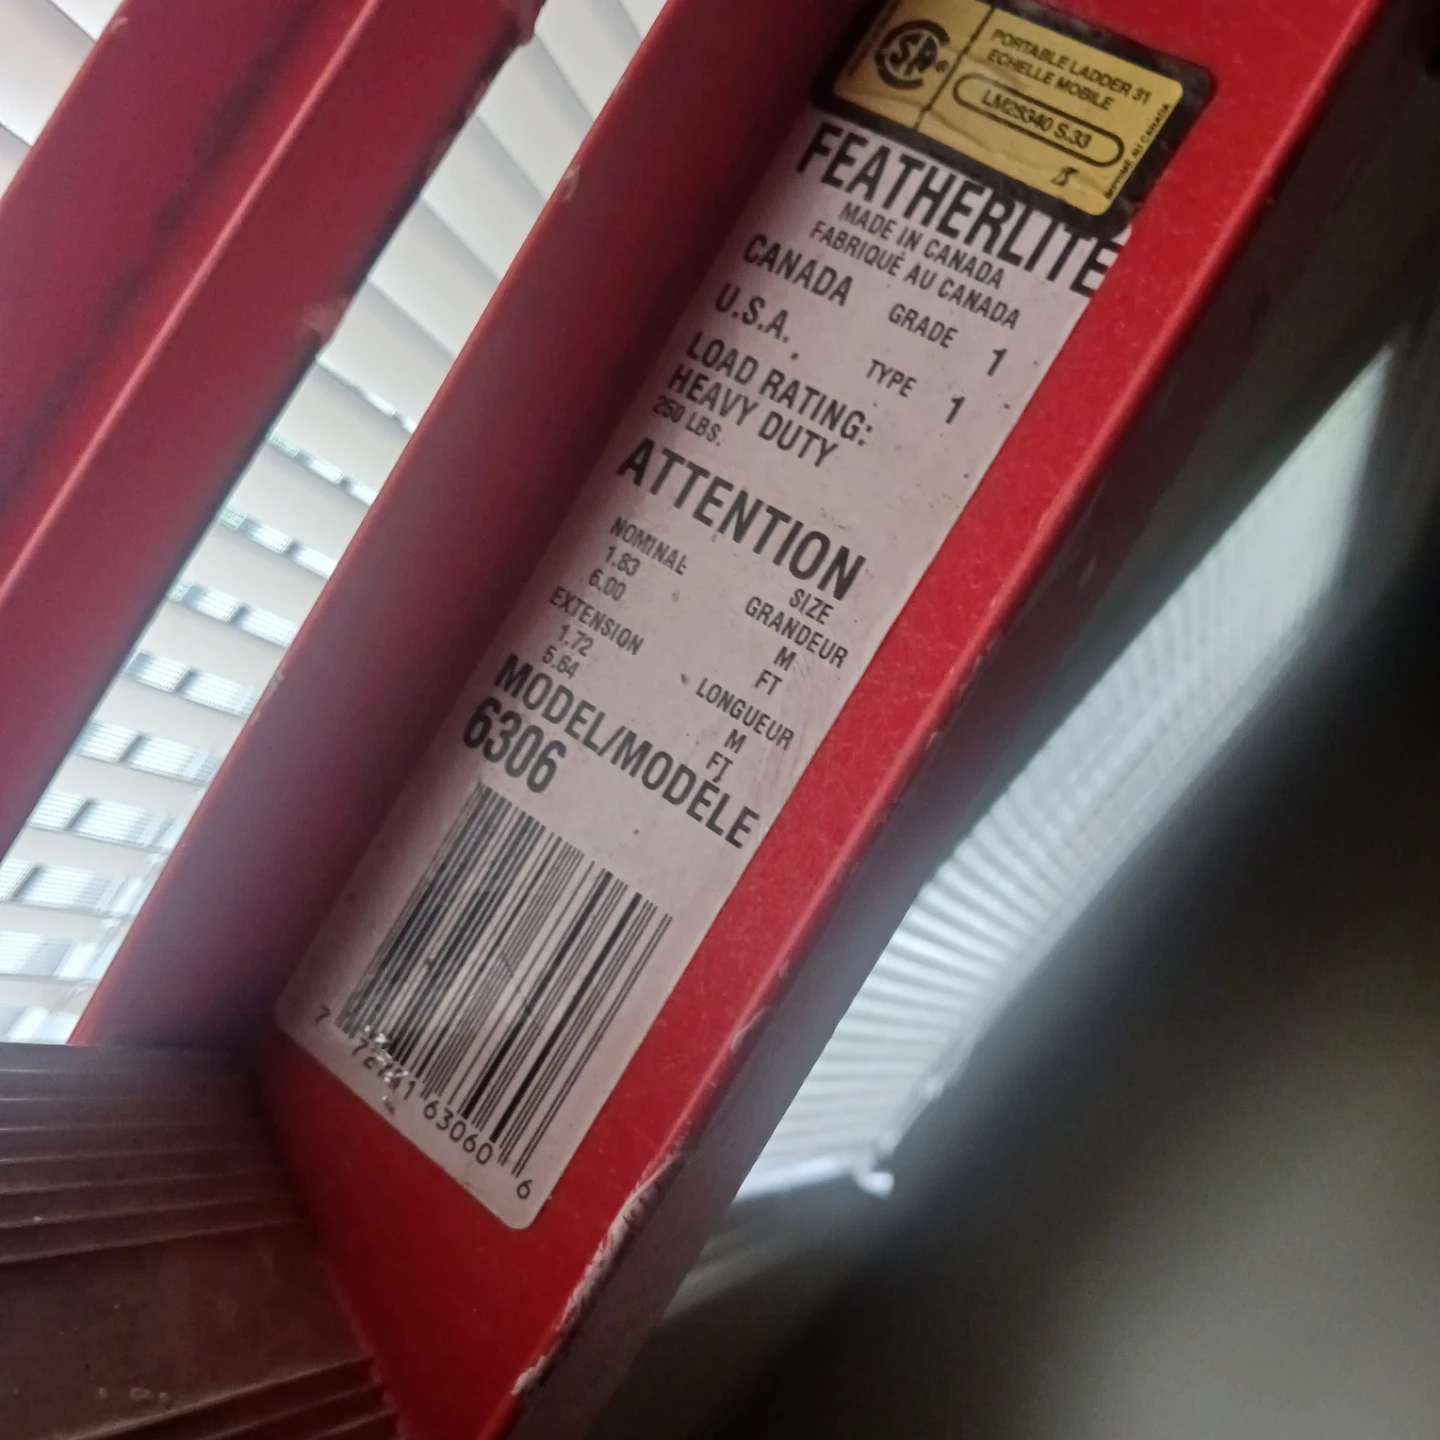 CSA
PORTABLE LADDER 31
ECHELLE MOBILE
LM29340 S.33
FEATHERLITE
MADE IN CANADA
FABRIQUÉ AU CANADA
CANADA GRADE 1
U.S.A. TYPE 1
LOAD RATING:
HEAVY DUTY
250 LBS.
ATTENTION
NOMINAL SIZE
GRANDEUR
1.83 M
6.00 FT
EXTENSION LONGUEUR
1.72 M
5.64 FT
MODEL/MODÈLE
6306
63060 6